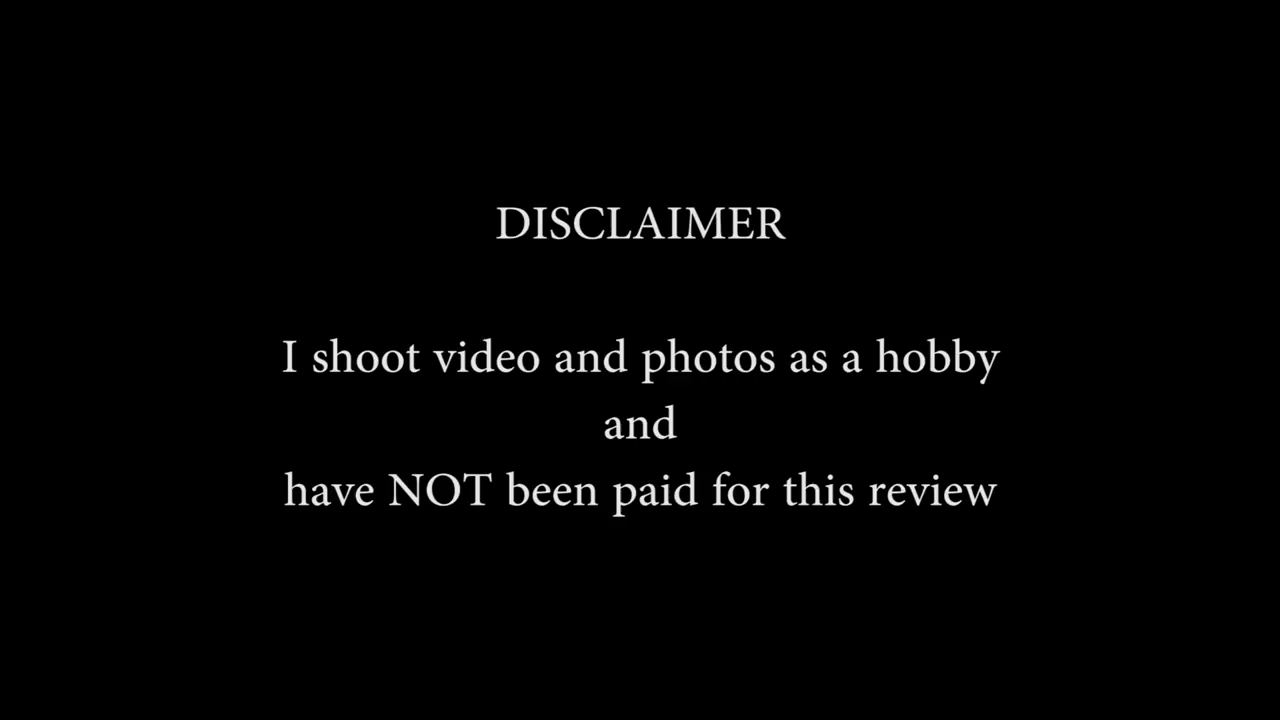 DISCLAIMER
I shoot video and photos as a hobby
and
have NOT been paid for this review